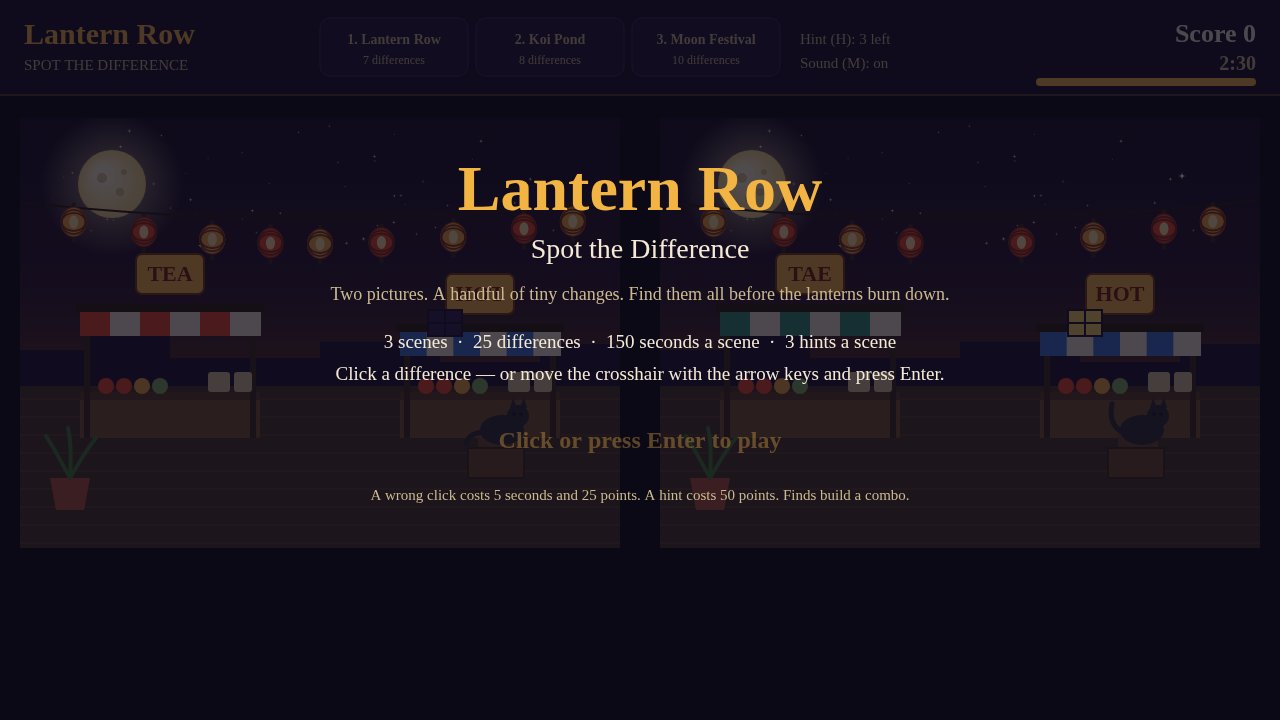 Lantern Row
SPOT THE DIFFERENCE
1. Lantern Row
7 differences
2. Koi Pond
8 differences
3. Moon Festival
10 differences
Hint (H): 3 left
Sound (M): on
Score 0
2:30
Lantern Row
Spot the Difference
TEA
TAE
HOT
HOT
Two pictures. A handful of tiny changes. Find them all before the lanterns burn down.
3 scenes · 25 differences · 150 seconds a scene · 3 hints a scene
Click a difference — or move the crosshair with the arrow keys and press Enter.
Click or press Enter to play
A wrong click costs 5 seconds and 25 points. A hint costs 50 points. Finds build a combo.